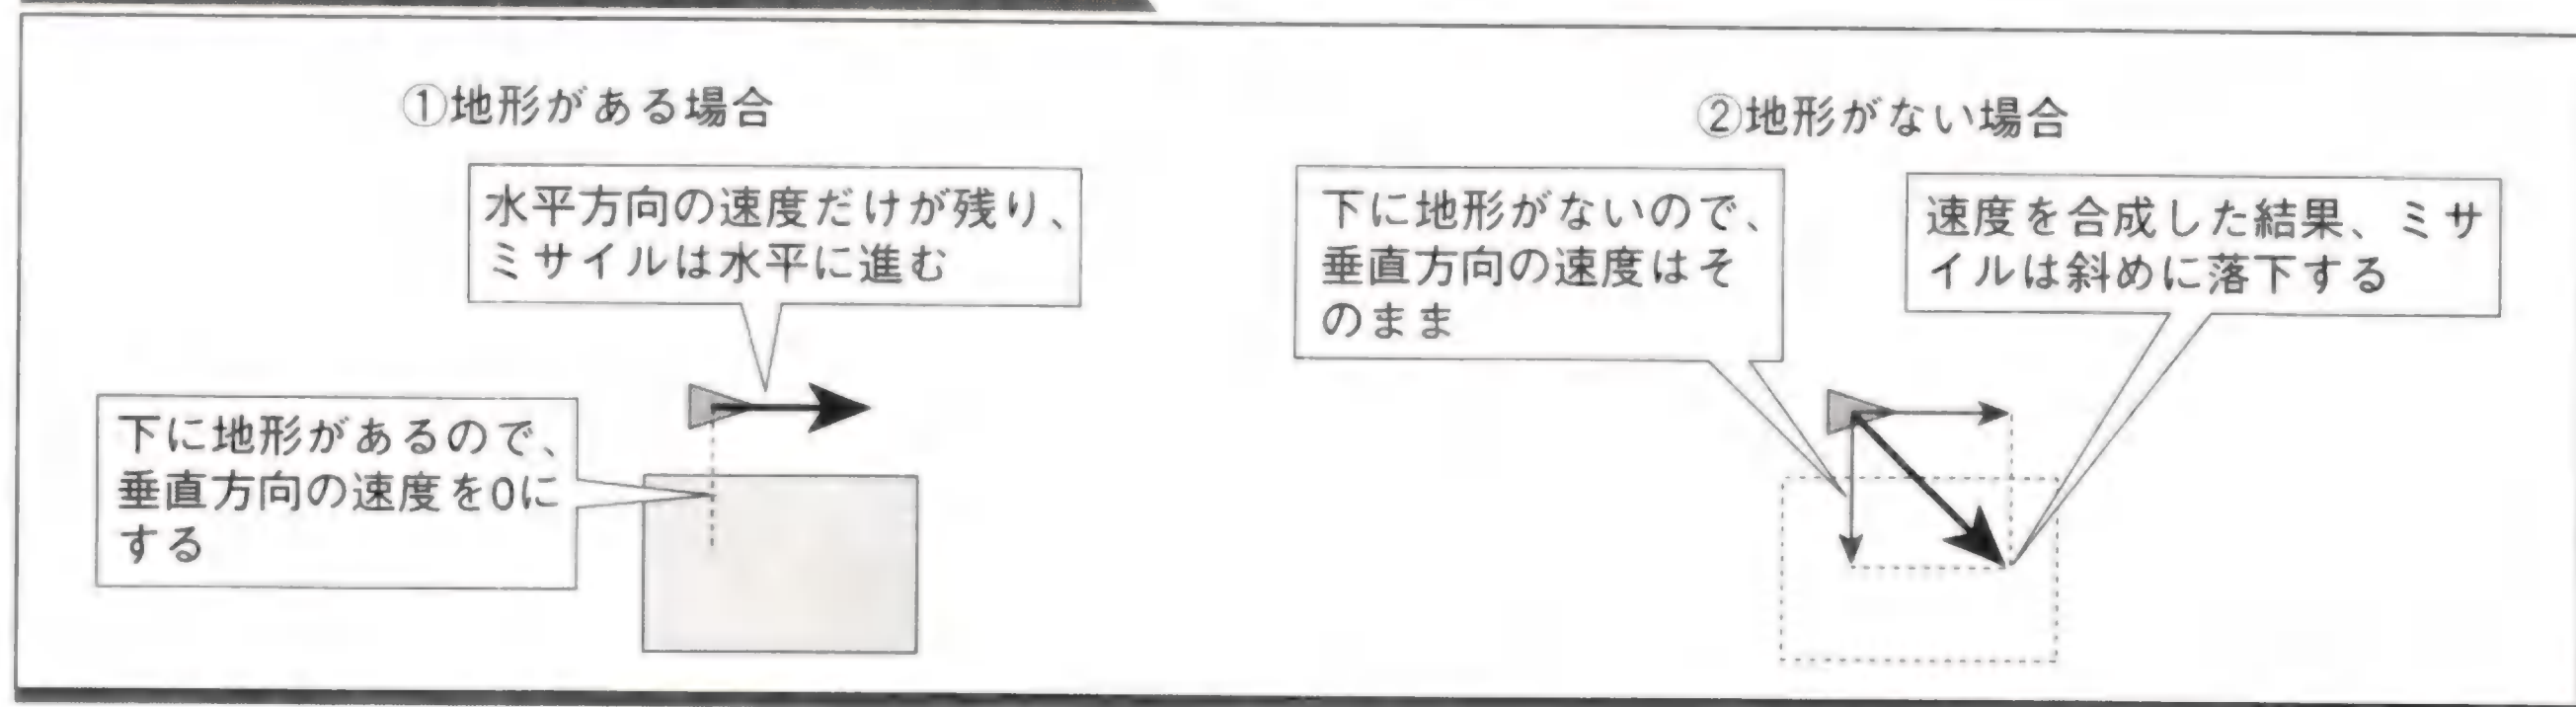 ①地形がある場合
水平方向の速度だけが残り、
ミサイルは水平に進む
下に地形があるので、
垂直方向の速度を0に
する
②地形がない場合
下に地形がないので、
垂直方向の速度はそ
のまま
速度を合成した結果、ミサ
イルは斜めに落下する